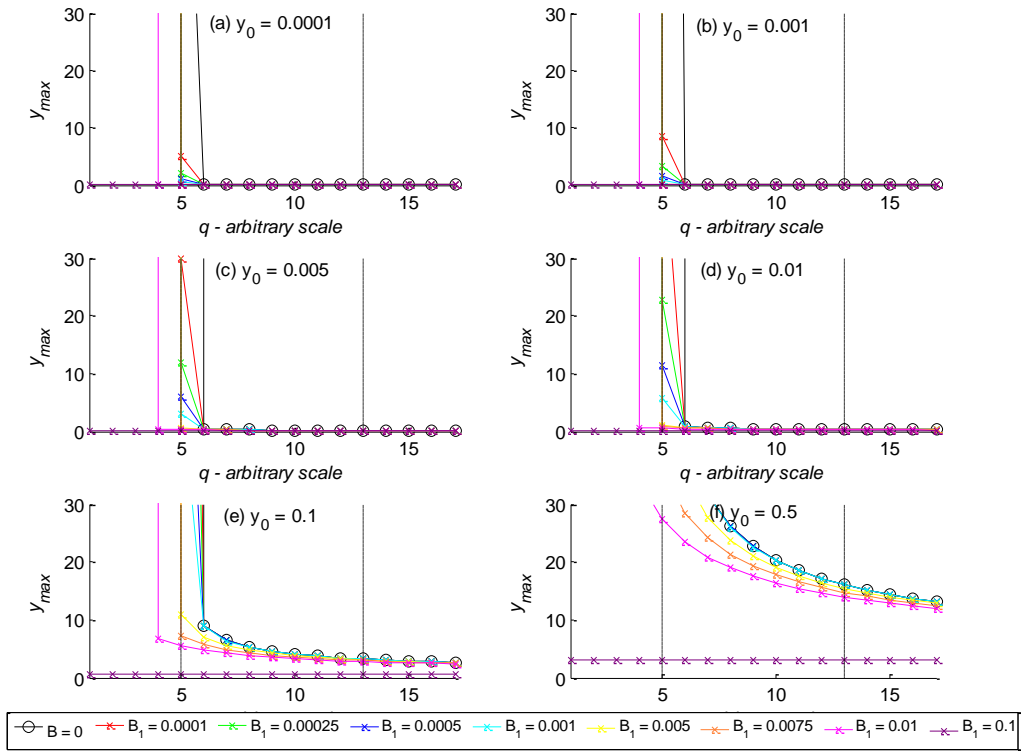 (a) y0 = 0.0001
30
20
10
0
ymax
5 10 15
q - arbitrary scale
(b) y0 = 0.001
30
20
10
0
ymax
5 10 15
q - arbitrary scale
(c) y0 = 0.005
30
20
10
0
ymax
5 10 15
q - arbitrary scale
(d) y0 = 0.01
30
20
10
0
ymax
5 10 15
q - arbitrary scale
(e) y0 = 0.1
30
20
10
0
ymax
5 10 15
(f) y0 = 0.5
30
20
10
0
ymax
5 10 15
B = 0 B1 = 0.0001 B1 = 0.00025 B1 = 0.0005 B1 = 0.001 B1 = 0.005 B1 = 0.0075 B1 = 0.01 B1 = 0.1